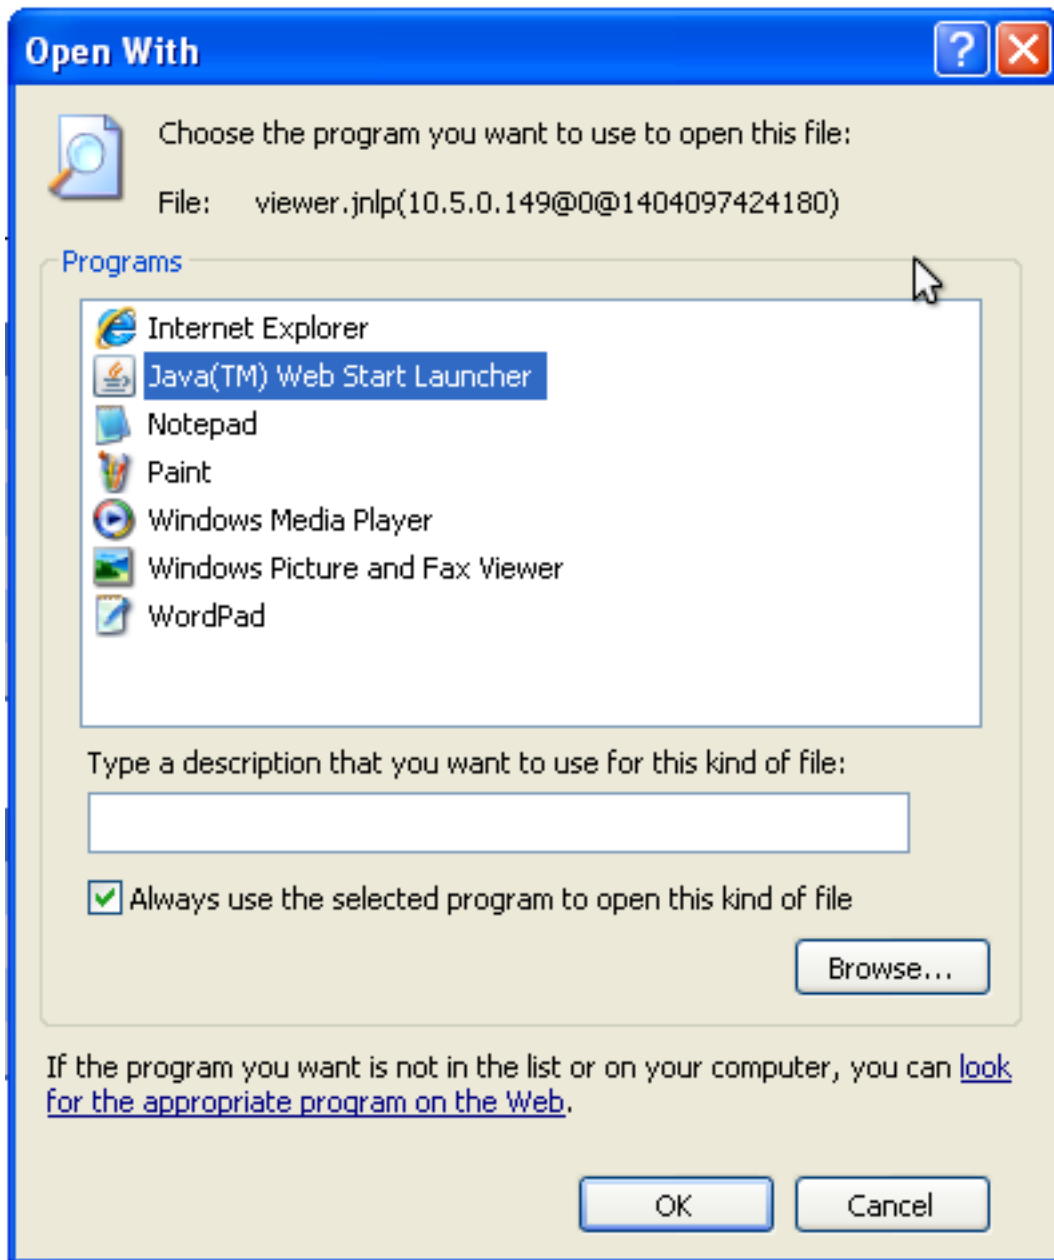 Open With
Choose the program you want to use to open this file:
File: viewer.jnlp(10.5.0.149@0@1404097424180)
Programs
Internet Explorer
Java(TM) Web Start Launcher
Notepad
Paint
Windows Media Player
Windows Picture and Fax Viewer
WordPad
Type a description that you want to use for this kind of file:
Always use the selected program to open this kind of file
Browse...
If the program you want is not in the list or on your computer, you can look
for the appropriate program on the Web.
OK Cancel